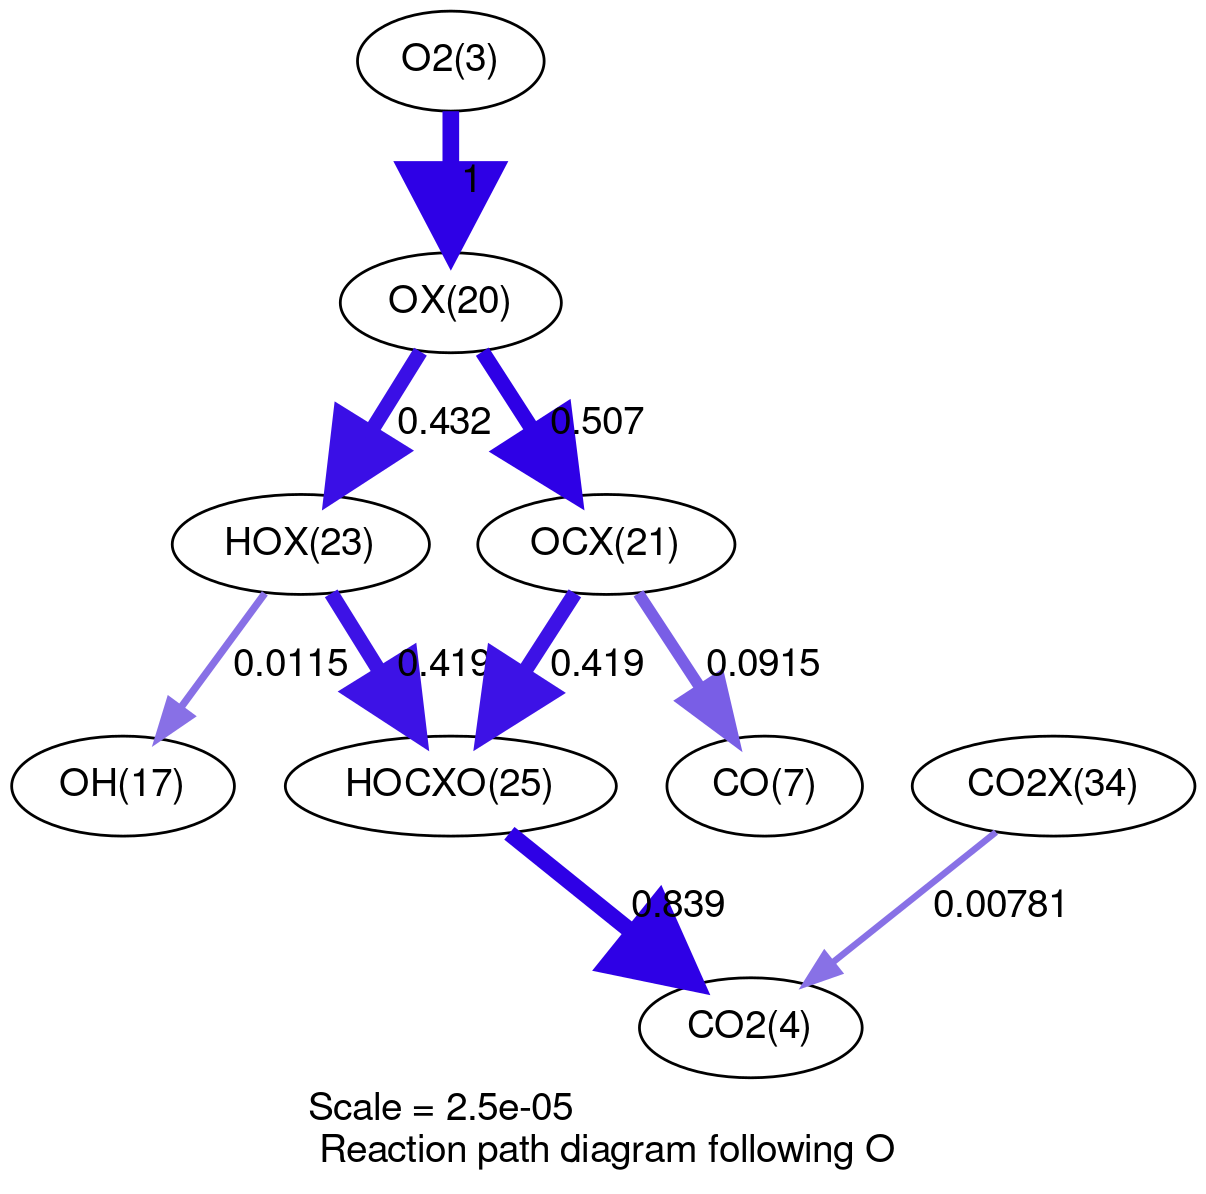 O2(3)
1
OX(20)
0.432
0.507
HOX(23)
OCX(21)
0.0115
0.419
0.419
0.0915
OH(17)
HOCXO(25)
CO(7)
CO2X(34)
0.839
0.00781
CO2(4)
Scale = 2.5e-05
Reaction path diagram following O